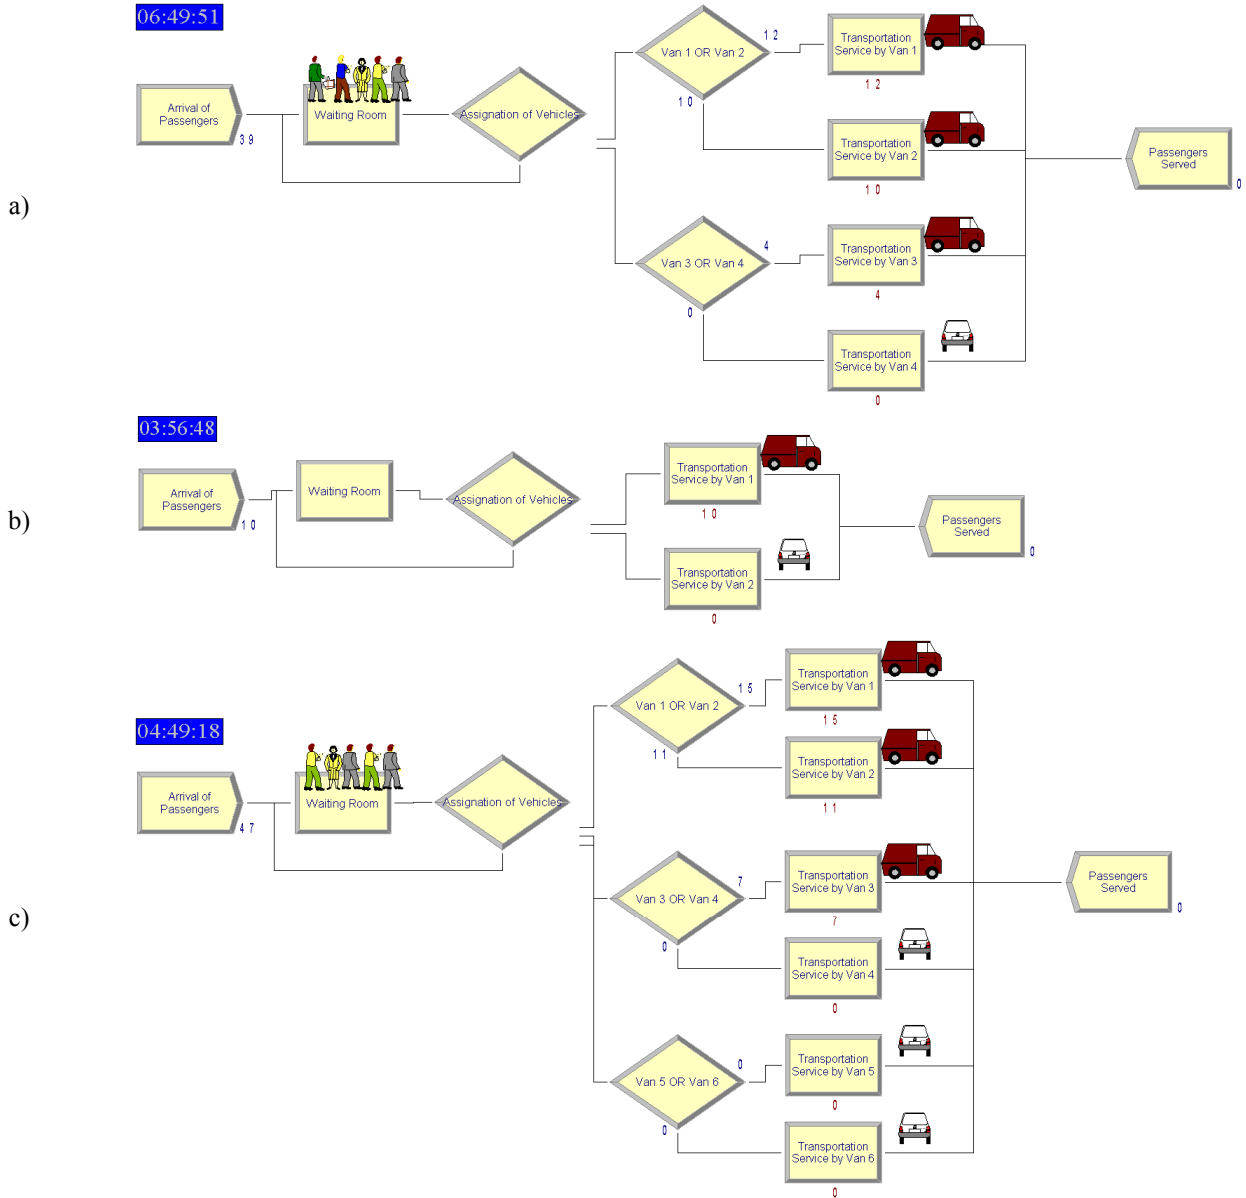 06:49:51
Arrival of
Passengers
39
Waiting Room
Assignation of Vehicles
Van 1 OR Van 2
12
10
Transportation
Service by Van 1
12
Transportation
Service by Van 2
10
Van 3 OR Van 4
4
0
Transportation
Service by Van 3
4
Transportation
Service by Van 4
0
Passengers
Served
0
a)
03:56:48
Arrival of
Passengers
10
Waiting Room
Assignation of Vehicles
Transportation
Service by Van 1
10
Transportation
Service by Van 2
0
Passengers
Served
0
b)
04:49:18
Arrival of
Passengers
47
Waiting Room
Assignation of Vehicles
Van 1 OR Van 2
15
11
Transportation
Service by Van 1
15
Transportation
Service by Van 2
11
Van 3 OR Van 4
7
0
Transportation
Service by Van 3
7
Transportation
Service by Van 4
0
Van 5 OR Van 6
0
0
Transportation
Service by Van 5
0
Transportation
Service by Van 6
0
Passengers
Served
0
c)